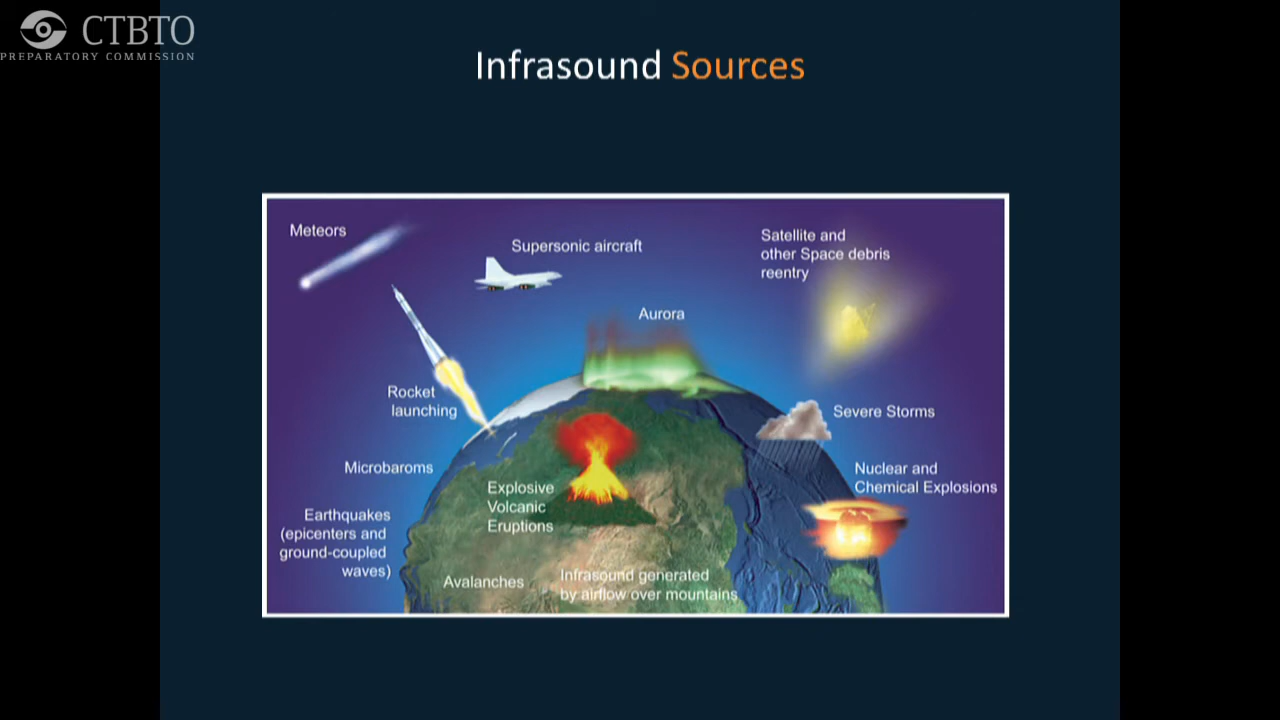 CTBTO
PREPARATORY COMMISSION
Infrasound Sources
Meteors
Supersonic aircraft
Satellite and
other Space debris
reentry
Aurora
Rocket
launching
Severe Storms
Microbaroms
Nuclear and
Chemical Explosions
Explosive
Volcanic
Eruptions
Earthquakes
(epicenters and
ground-coupled
waves)
Avalanches
Infrasound generated
by airflow over mountains